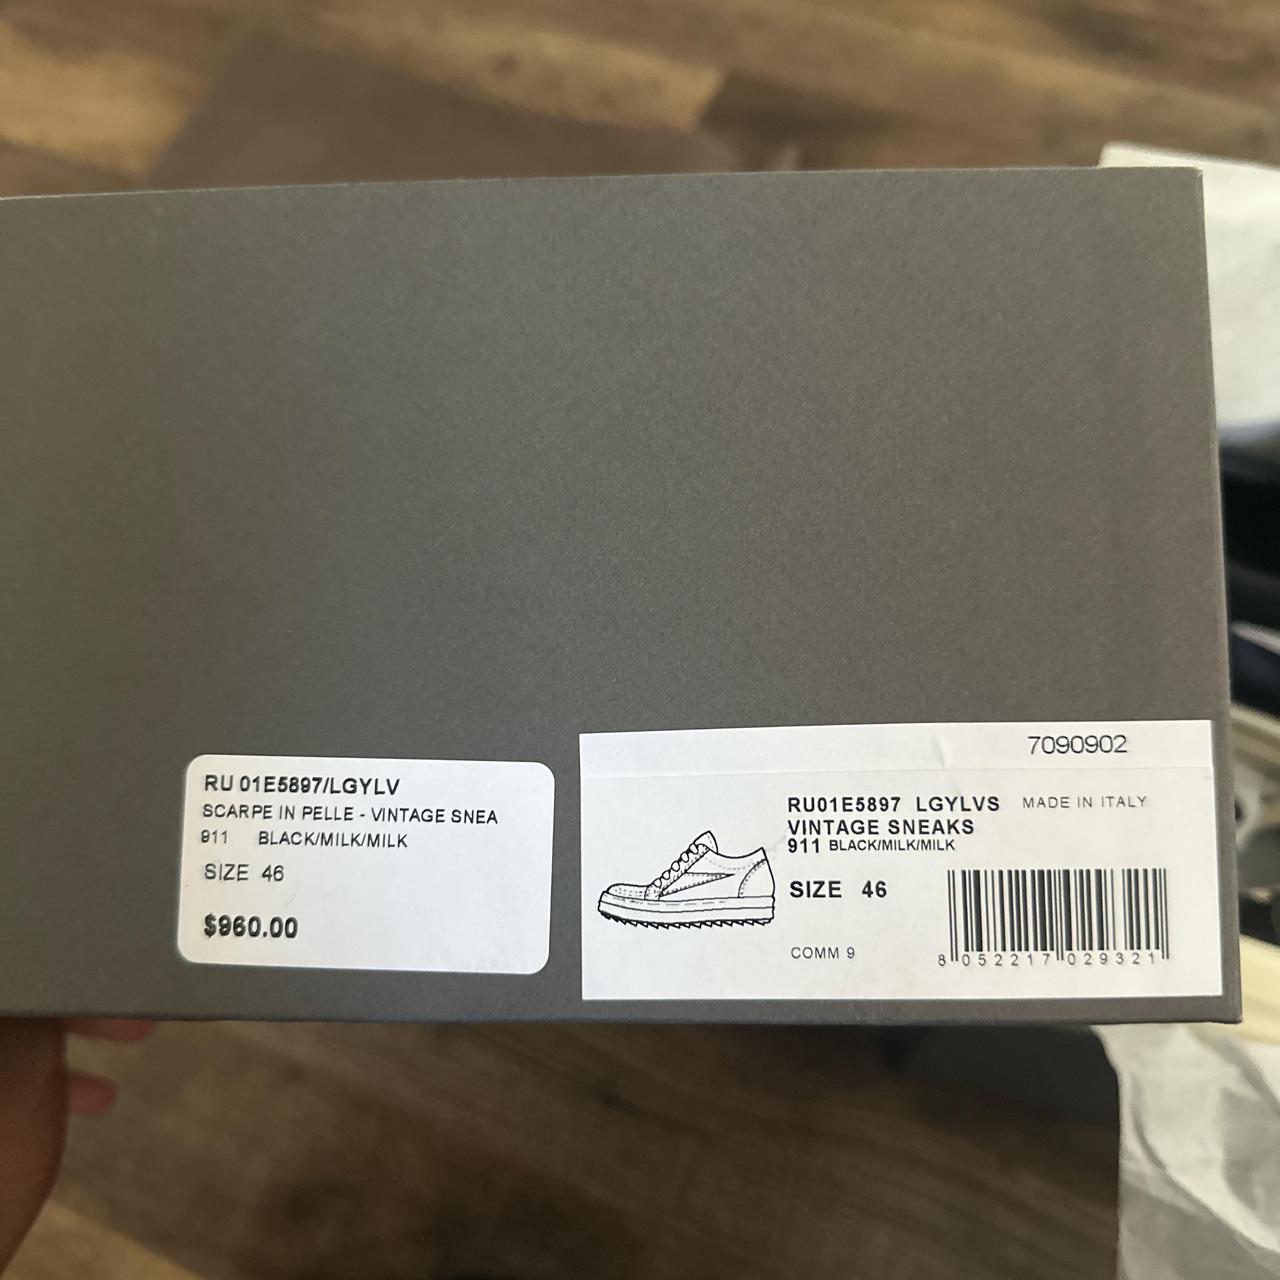 RU 01E5897/LGYLV
SCARPE IN PELLE - VINTAGE SNEA
911 BLACK/MILK/MILK
SIZE 46
$960.00
7090902
RU01E5897 LGYLVS MADE IN ITALY
VINTAGE SNEAKS
911 BLACK/MILK/MILK
SIZE 46
COMM 9
8 052217 029321